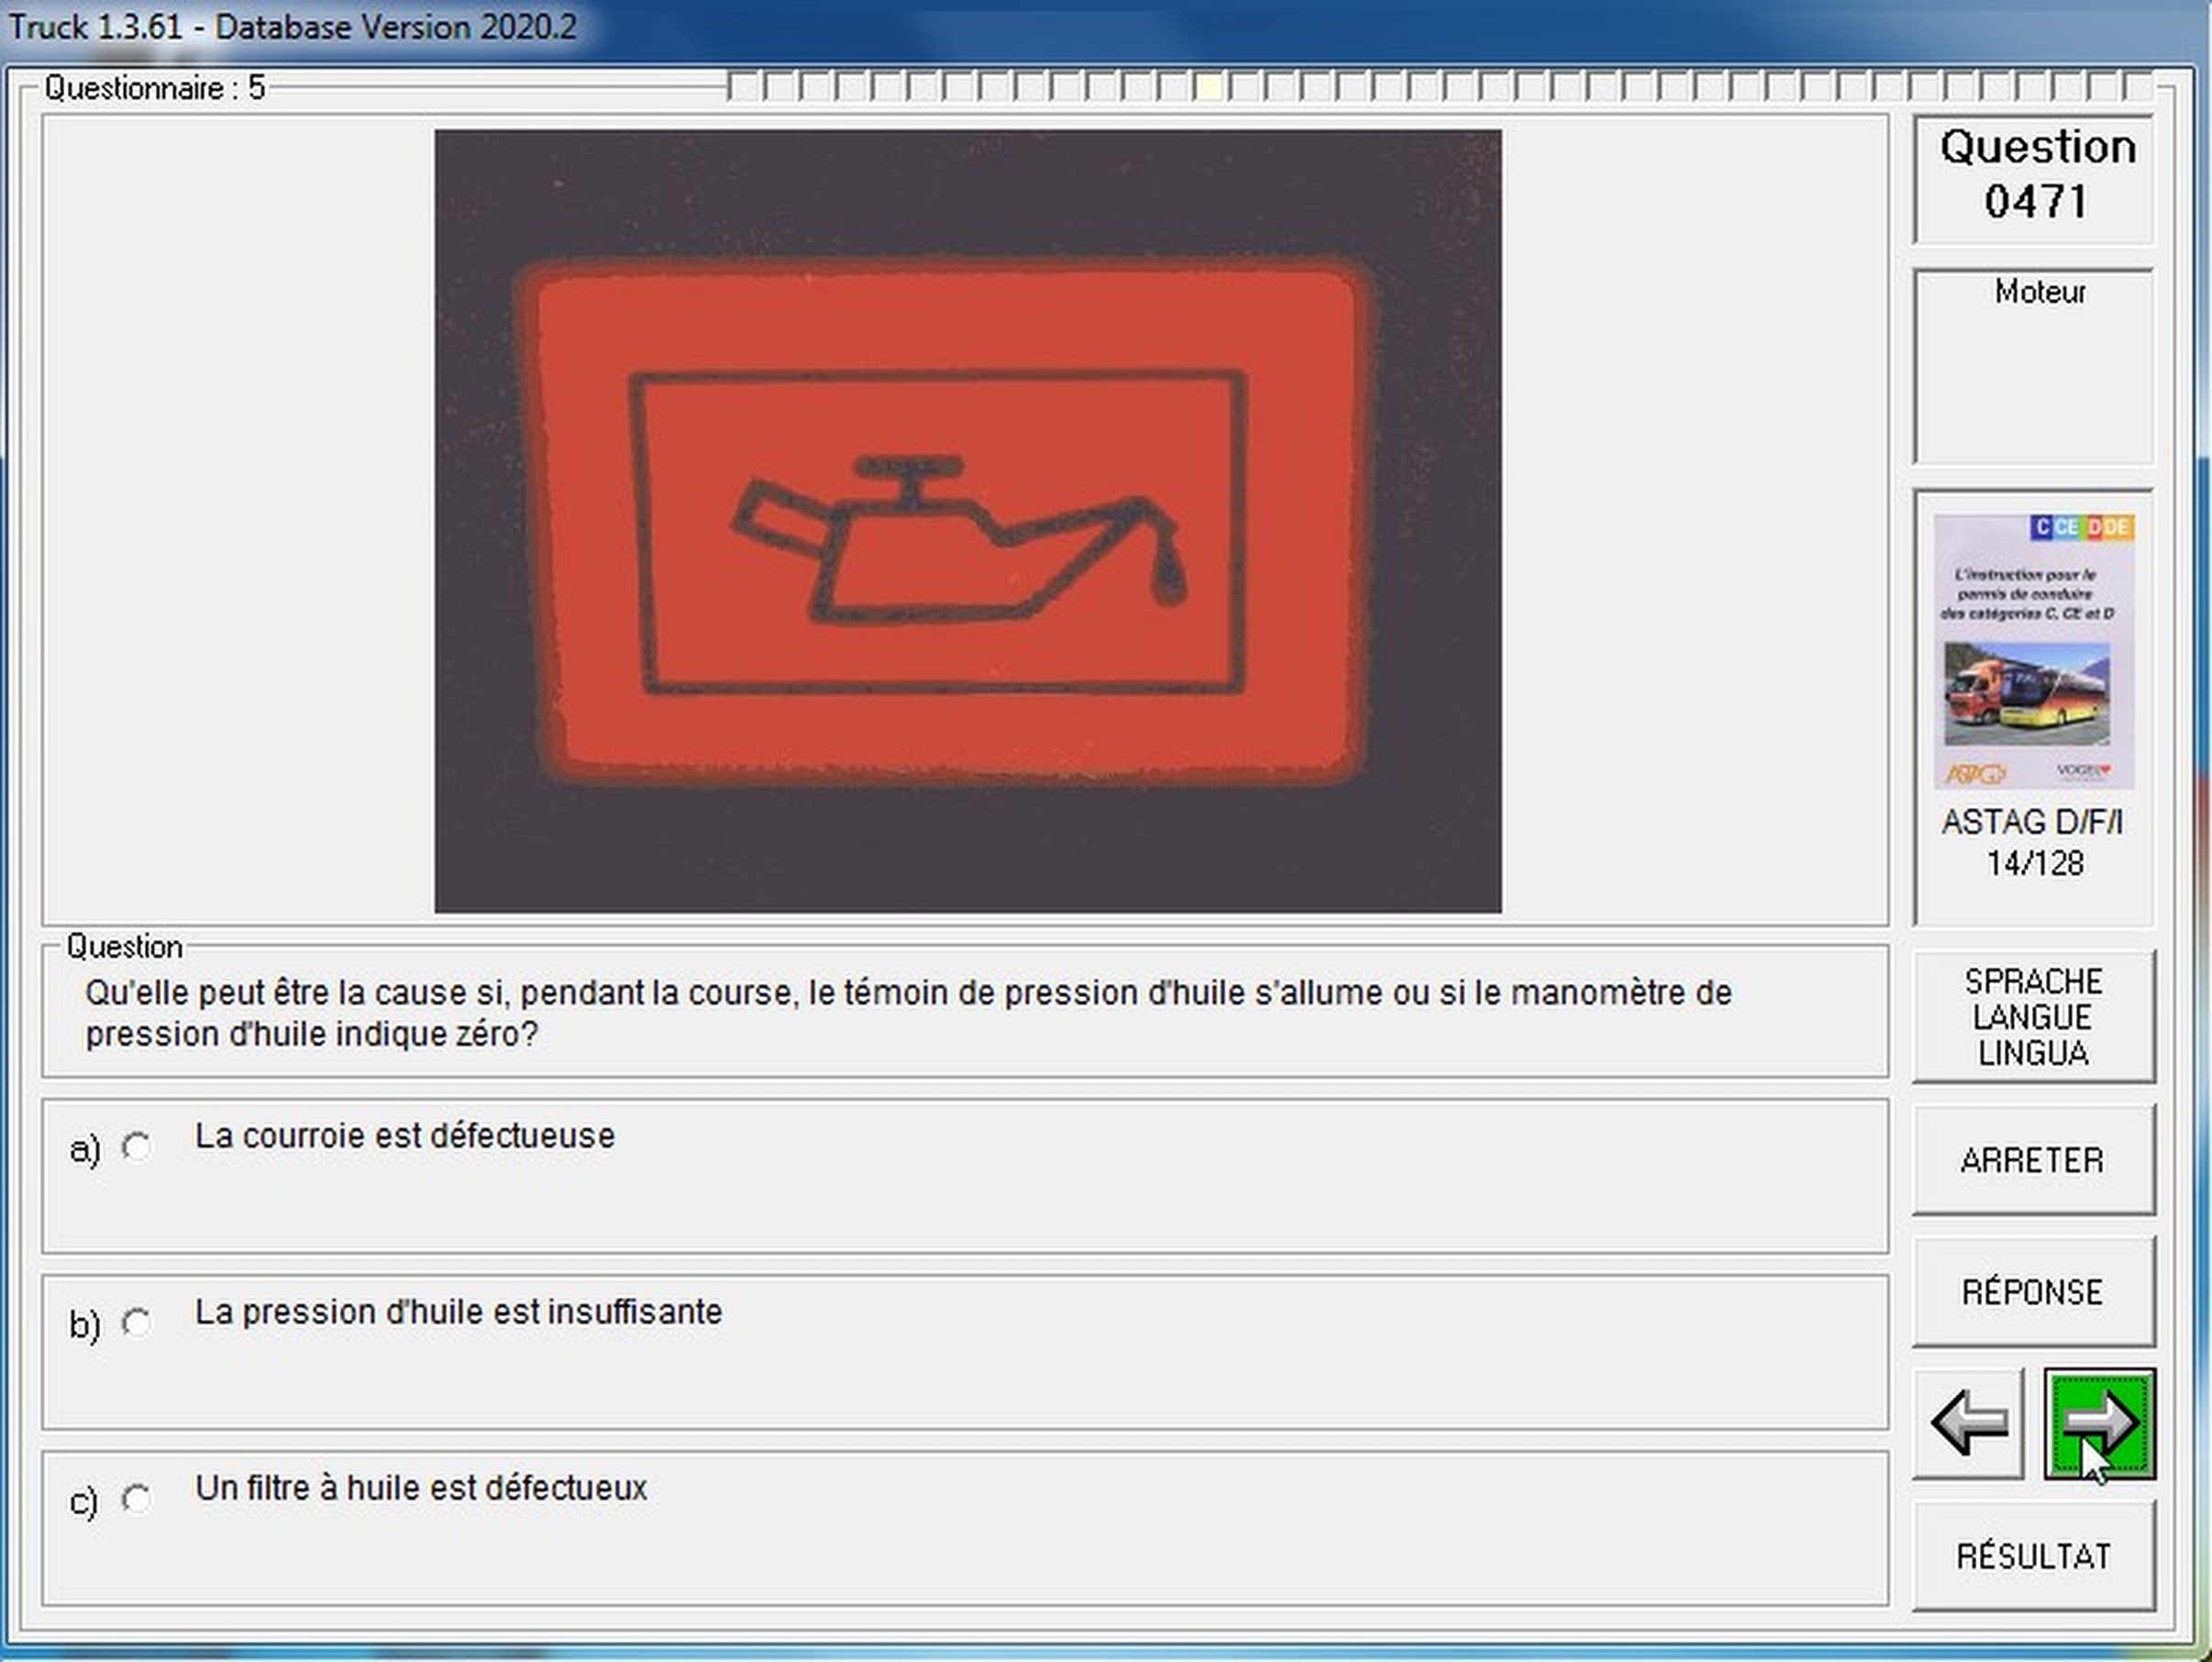 Truck 1.3.61 - Database Version 2020.2
Questionnaire : 5
Question
0471
Moteur
C CE D DE
L'instruction pour le
permis de conduire
des catégories C, CE et D
ASTAG
VOGEL
ASTAG D/F/I
14/128
Question
Qu'elle peut être la cause si, pendant la course, le témoin de pression d'huile s'allume ou si le manomètre de
pression d'huile indique zéro?
SPRACHE
LANGUE
LINGUA
a) La courroie est défectueuse
ARRETER
b) La pression d'huile est insuffisante
RÉPONSE
c) Un filtre à huile est défectueux
RÉSULTAT